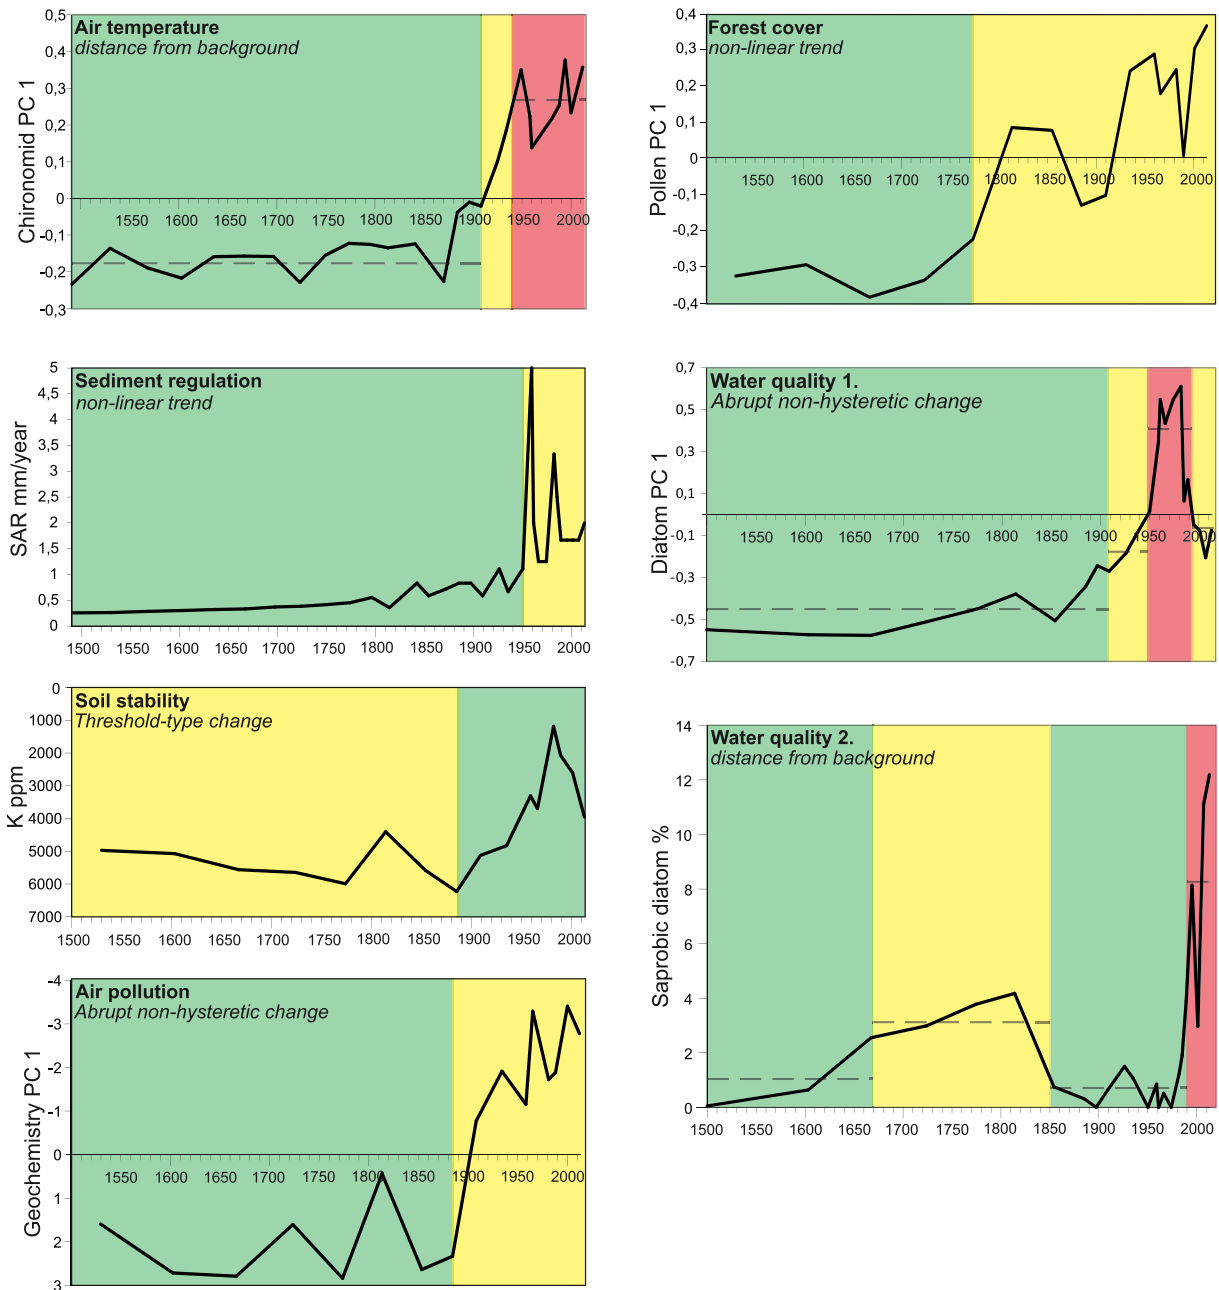 Air temperature
distance from background
Chironomid PC 1
0,5
0,4
0,3
0,2
0,1
0
-0,1
-0,2
-0,3
1550 1600 1650 1700 1750 1800 1850 1900 1950 2000
Forest cover
non-linear trend
Pollen PC 1
0,4
0,3
0,2
0,1
0
-0,1
-0,2
-0,3
-0,4
1550 1600 1650 1700 1750 1800 1850 1900 1950 2000
Sediment regulation
non-linear trend
SAR mm/year
5
4,5
4
3,5
3
2,5
2
1,5
1
0,5
0
1500 1550 1600 1650 1700 1750 1800 1850 1900 1950 2000
Water quality 1.
Abrupt non-hysteretic change
Diatom PC 1
0,7
0,5
0,3
0,1
-0,1
-0,3
-0,5
-0,7
1550 1600 1650 1700 1750 1800 1850 1900 1950 2000
Soil stability
Threshold-type change
K ppm
0
1000
2000
3000
4000
5000
6000
7000
1500 1550 1600 1650 1700 1750 1800 1850 1900 1950 2000
Water quality 2.
distance from background
Saprobic diatom %
14
12
10
8
6
4
2
0
1500 1550 1600 1650 1700 1750 1800 1850 1900 1950 2000
Air pollution
Abrupt non-hysteretic change
Geochemistry PC 1
-4
-3
-2
-1
0
1
2
3
1550 1600 1650 1700 1750 1800 1850 1900 1950 2000